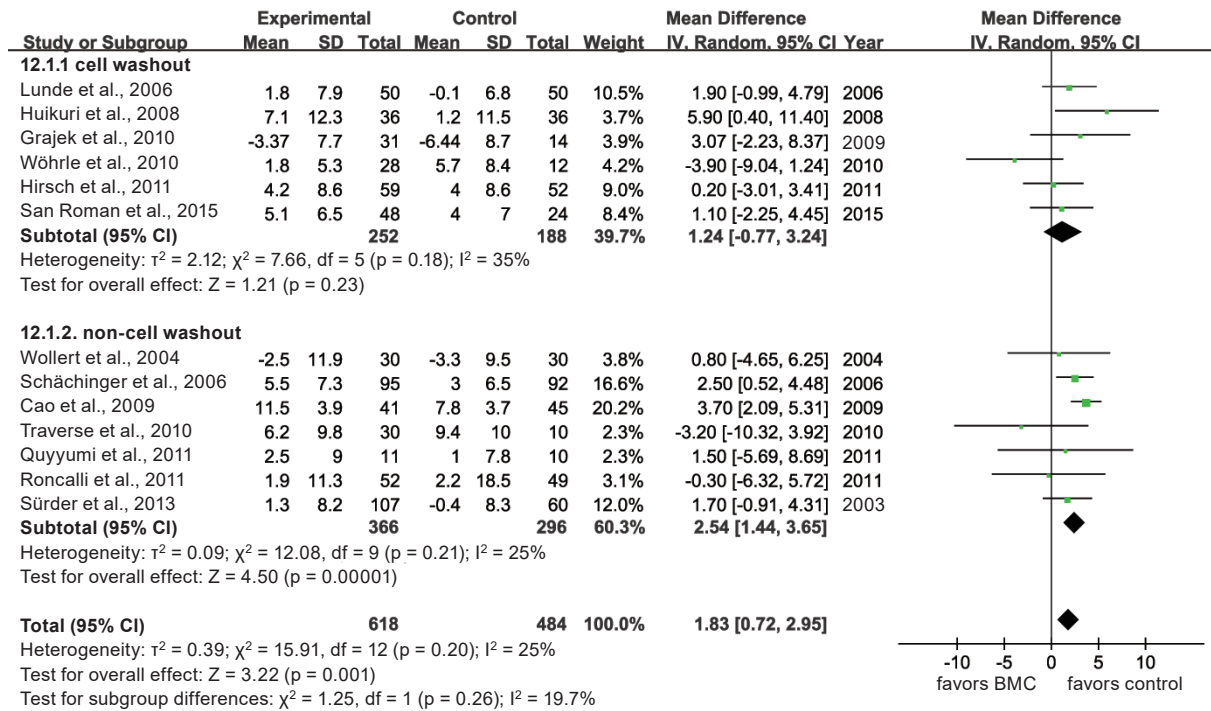 Experimental Control Mean Difference Mean Difference
Study or Subgroup Mean SD Total Mean SD Total Weight IV, Random, 95% CI Year IV, Random, 95% CI
12.1.1 cell washout
Lunde et al., 2006 1.8 7.9 50 -0.1 6.8 50 10.5% 1.90 [-0.99, 4.79] 2006
Huikuri et al., 2008 7.1 12.3 36 1.2 11.5 36 3.7% 5.90 [0.40, 11.40] 2008
Grajek et al., 2010 -3.37 7.7 31 -6.44 8.7 14 3.9% 3.07 [-2.23, 8.37] 2009
Wöhrle et al., 2010 1.8 5.3 28 5.7 8.4 12 4.2% -3.90 [-9.04, 1.24] 2010
Hirsch et al., 2011 4.2 8.6 59 4 8.6 52 9.0% 0.20 [-3.01, 3.41] 2011
San Roman et al., 2015 5.1 6.5 48 4 7 24 8.4% 1.10 [-2.25, 4.45] 2015
Subtotal (95% CI) 252 188 39.7% 1.24 [-0.77, 3.24]
Heterogeneity: τ² = 2.12; χ² = 7.66, df = 5 (p = 0.18); I² = 35%
Test for overall effect: Z = 1.21 (p = 0.23)
12.1.2. non-cell washout
Wollert et al., 2004 -2.5 11.9 30 -3.3 9.5 30 3.8% 0.80 [-4.65, 6.25] 2004
Schächinger et al., 2006 5.5 7.3 95 3 6.5 92 16.6% 2.50 [0.52, 4.48] 2006
Cao et al., 2009 11.5 3.9 41 7.8 3.7 45 20.2% 3.70 [2.09, 5.31] 2009
Traverse et al., 2010 6.2 9.8 30 9.4 10 10 2.3% -3.20 [-10.32, 3.92] 2010
Quyyumi et al., 2011 2.5 9 11 1 7.8 10 2.3% 1.50 [-5.69, 8.69] 2011
Roncalli et al., 2011 1.9 11.3 52 2.2 18.5 49 3.1% -0.30 [-6.32, 5.72] 2011
Sürder et al., 2013 1.3 8.2 107 -0.4 8.3 60 12.0% 1.70 [-0.91, 4.31] 2003
Subtotal (95% CI) 366 296 60.3% 2.54 [1.44, 3.65]
Heterogeneity: τ² = 0.09; χ² = 12.08, df = 9 (p = 0.21); I² = 25%
Test for overall effect: Z = 4.50 (p = 0.00001)
Total (95% CI) 618 484 100.0% 1.83 [0.72, 2.95]
Heterogeneity: τ² = 0.39; χ² = 15.91, df = 12 (p = 0.20); I² = 25%
Test for overall effect: Z = 3.22 (p = 0.001)
Test for subgroup differences: χ² = 1.25, df = 1 (p = 0.26); I² = 19.7%
-10 -5 0 5 10
favors BMC favors control